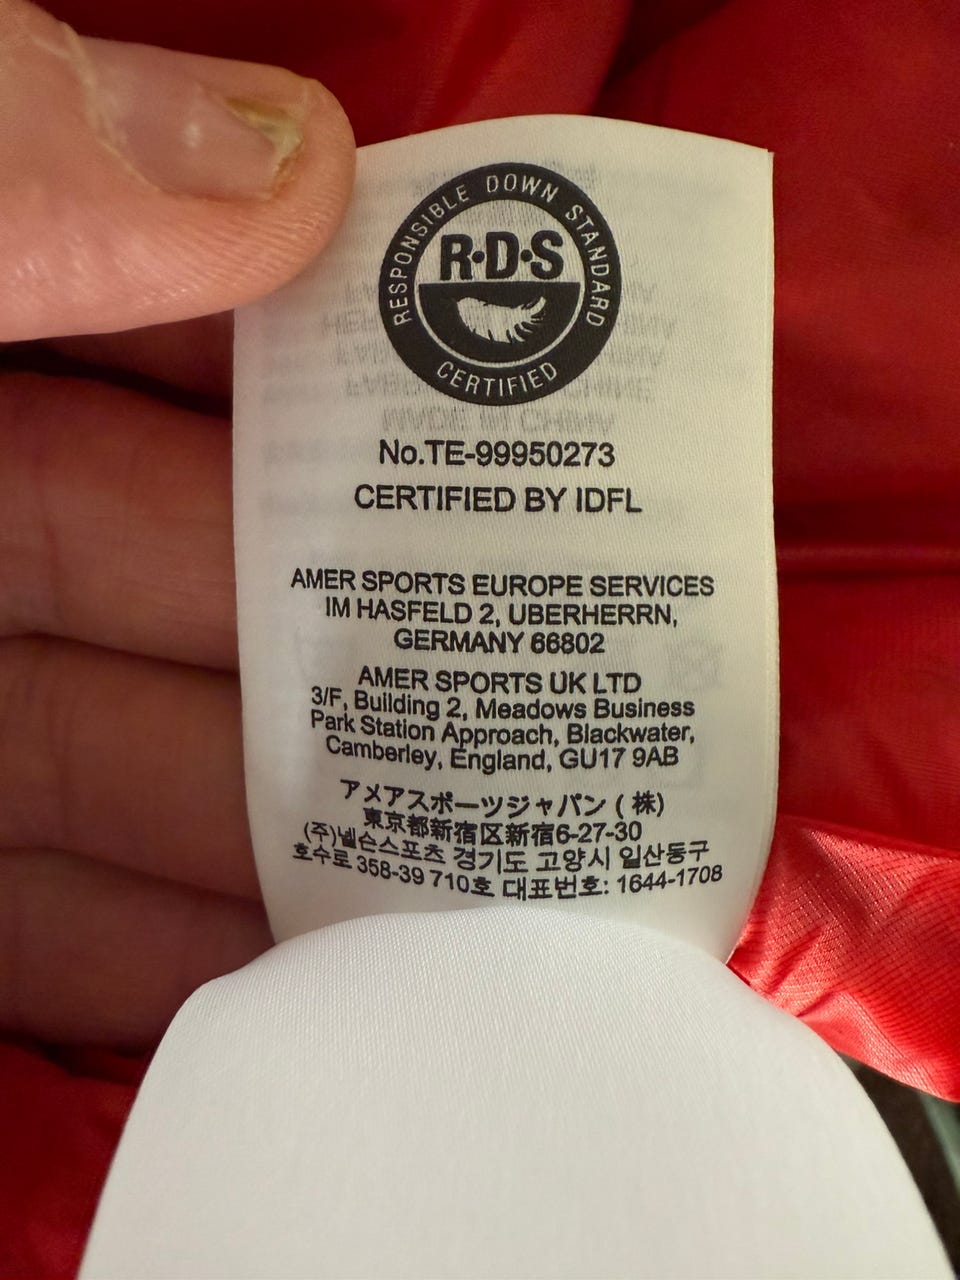 RESPONSIBLE DOWN STANDARD
R·D·S
CERTIFIED
MADE IN CHINA
No.TE-99950273
CERTIFIED BY IDFL
AMER SPORTS EUROPE SERVICES
IM HASFELD 2, UBERHERRN,
GERMANY 66802
AMER SPORTS UK LTD
3/F, Building 2, Meadows Business
Park Station Approach, Blackwater,
Camberley, England, GU17 9AB
アメアスポーツジャパン ( 株)
東京都新宿区新宿6-27-30
(주)넬슨스포츠 경기도 고양시 일산동구
호수로 358-39 710호 대표번호: 1644-1708